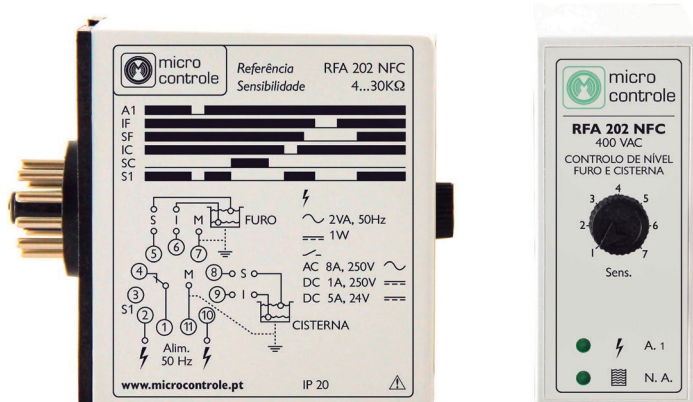 micro
controle
Referência RFA 202 NFC
Sensibilidade 4...30KΩ
A1
IF
SF
IC
SC
S1
S I M FURO
5 6 7
2VA, 50Hz
1W
AC 8A, 250V
DC 1A, 250V
DC 5A, 24V
4 M 8 S
3 9 I
S1 2 1 11 10
CISTERNA
Alim.
50 Hz
www.microcontrole.pt IP 20
micro
controle
RFA 202 NFC
400 VAC
CONTROLO DE NÍVEL
FURO E CISTERNA
1 2 3 4 5 6 7
Sens.
A. 1
N. A.